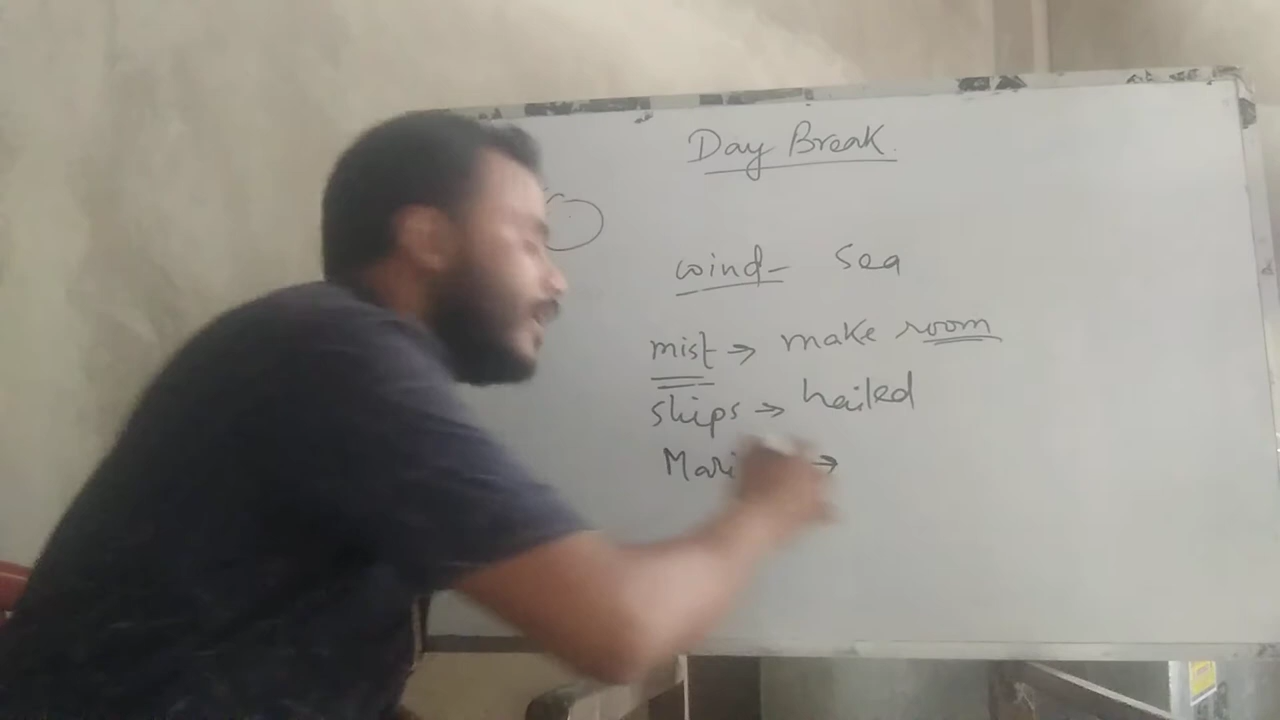 Day Break.
wind - sea
mist → make room
ships → hailed
→